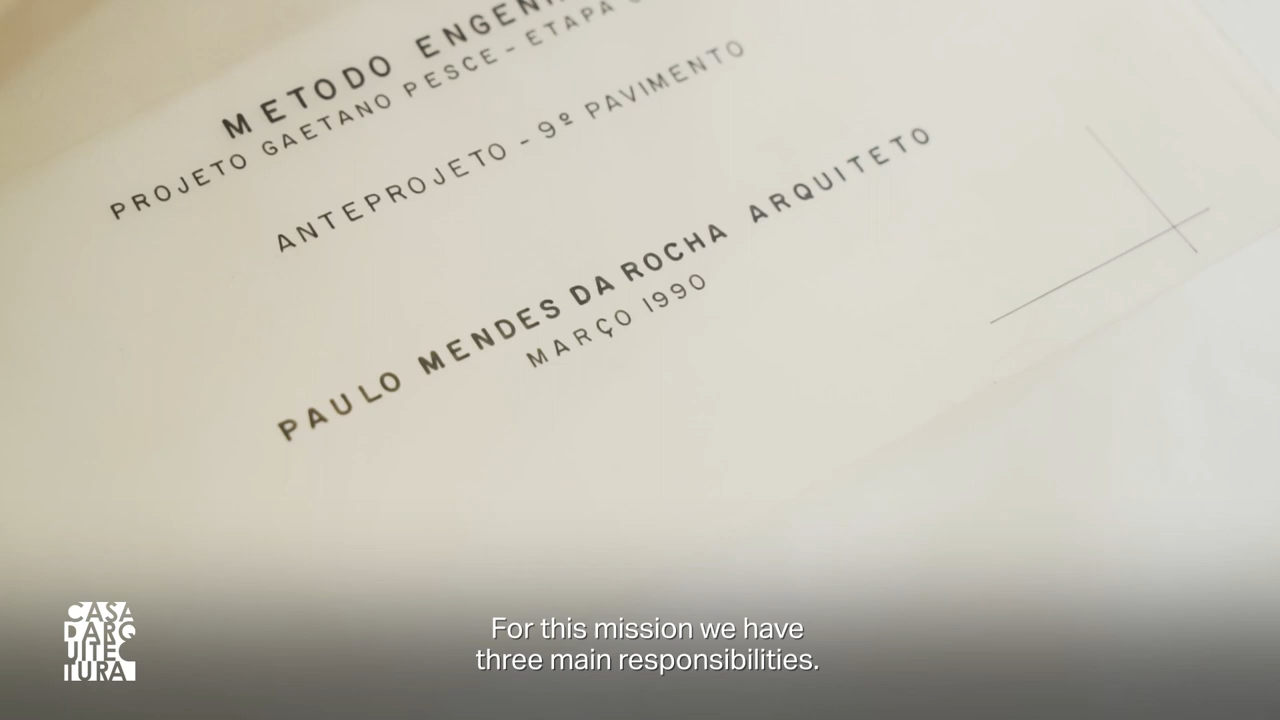 METODO
PROJETO GAETANO PESCE - ETAPA
ANTEPROJETO - 9º PAVIMENTO
PAULO MENDES DA ROCHA ARQUITETO
MARÇO 1990
CASA
DARQ
UITEC
TURA
For this mission we have
three main responsibilities.